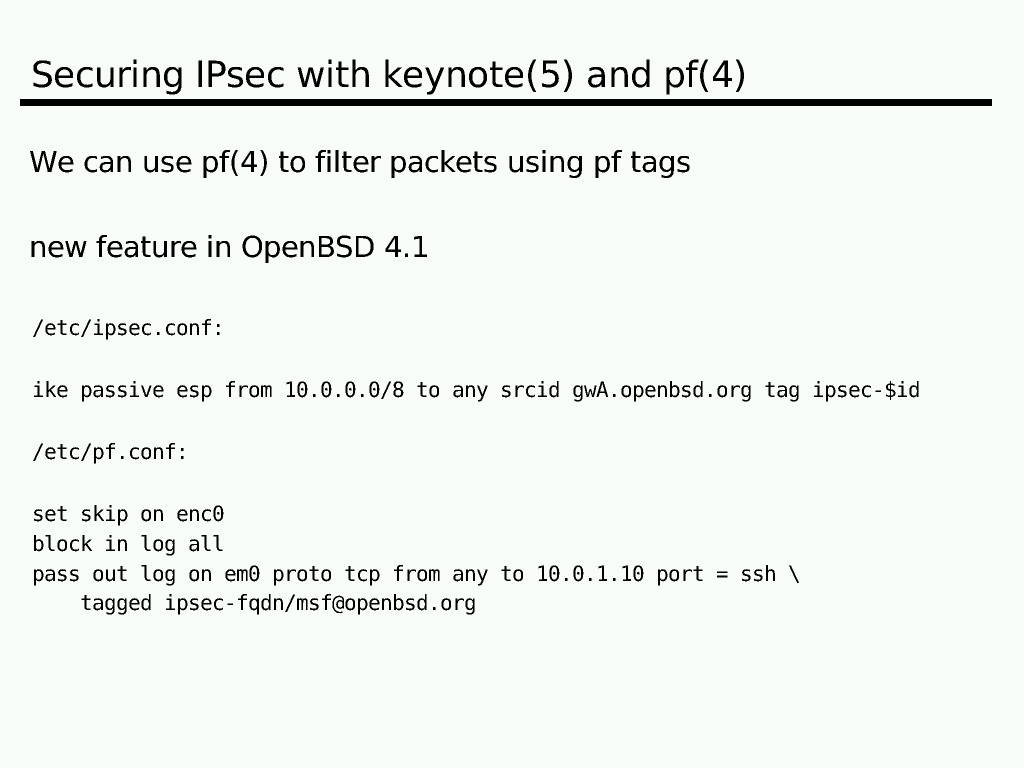 Securing IPsec with keynote(5) and pf(4)
We can use pf(4) to filter packets using pf tags
new feature in OpenBSD 4.1
/etc/ipsec.conf:
ike passive esp from 10.0.0.0/8 to any srcid gwA.openbsd.org tag ipsec-$id
/etc/pf.conf:
set skip on enc0
block in log all
pass out log on em0 proto tcp from any to 10.0.1.10 port = ssh \
    tagged ipsec-fqdn/msf@openbsd.org